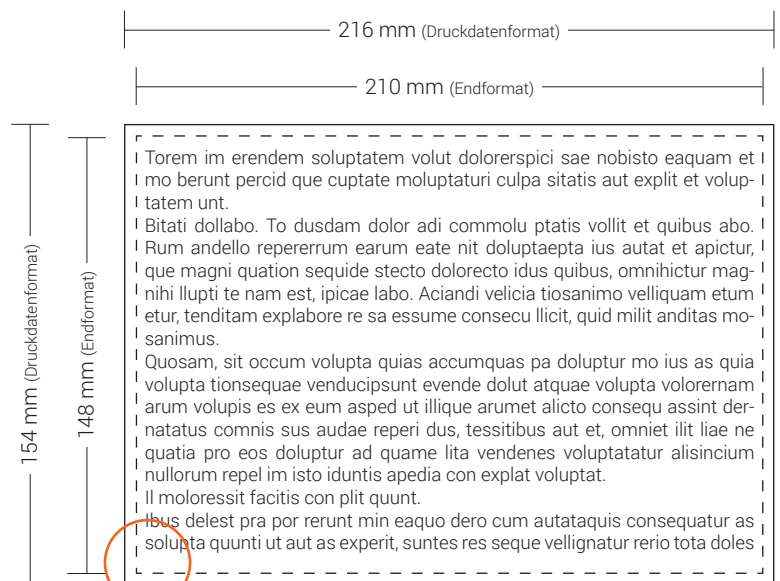 216 mm (Druckdatenformat)
210 mm (Endformat)
154 mm (Druckdatenformat)
148 mm (Endformat)
Torem im erendem soluptatem volut dolorerspici sae nobisto eaquam et
mo berunt percid que cuptate moluptaturi culpa sitatis aut explit et volup-
tatem unt.
Bitati dollabo. To dusdam dolor adi commolu ptatis vollit et quibus abo.
Rum andello repererrum earum eate nit doluptaepta ius autat et apictur,
que magni quation sequide stecto dolorecto idus quibus, omnihictur mag-
nihi llupti te nam est, ipicae labo. Aciandi velicia tiosanimo velliquam etum
etur, tenditam explabore re sa essume consecu llicit, quid milit anditas mo-
sanimus.
Quosam, sit occum volupta quias accumquas pa doluptur mo ius as quia
volupta tionsequae venducipsunt evende dolut atquae volupta volorernam
arum volupis es ex eum asped ut illique arumet alicto consequ assint der-
natatus comnis sus audae reperi dus, tessitibus aut et, omniet ilit liae ne
quatia pro eos doluptur ad quame lita vendenes voluptatatur alisincium
nullorum repel im isto iduntis apedia con explat voluptat.
Il moloressit facitis con plit quunt.
Ibus delest pra por rerunt min eaquo dero cum autataquis consequatur as
solupta quunti ut aut as experit, suntes res seque vellignatur rerio tota doles